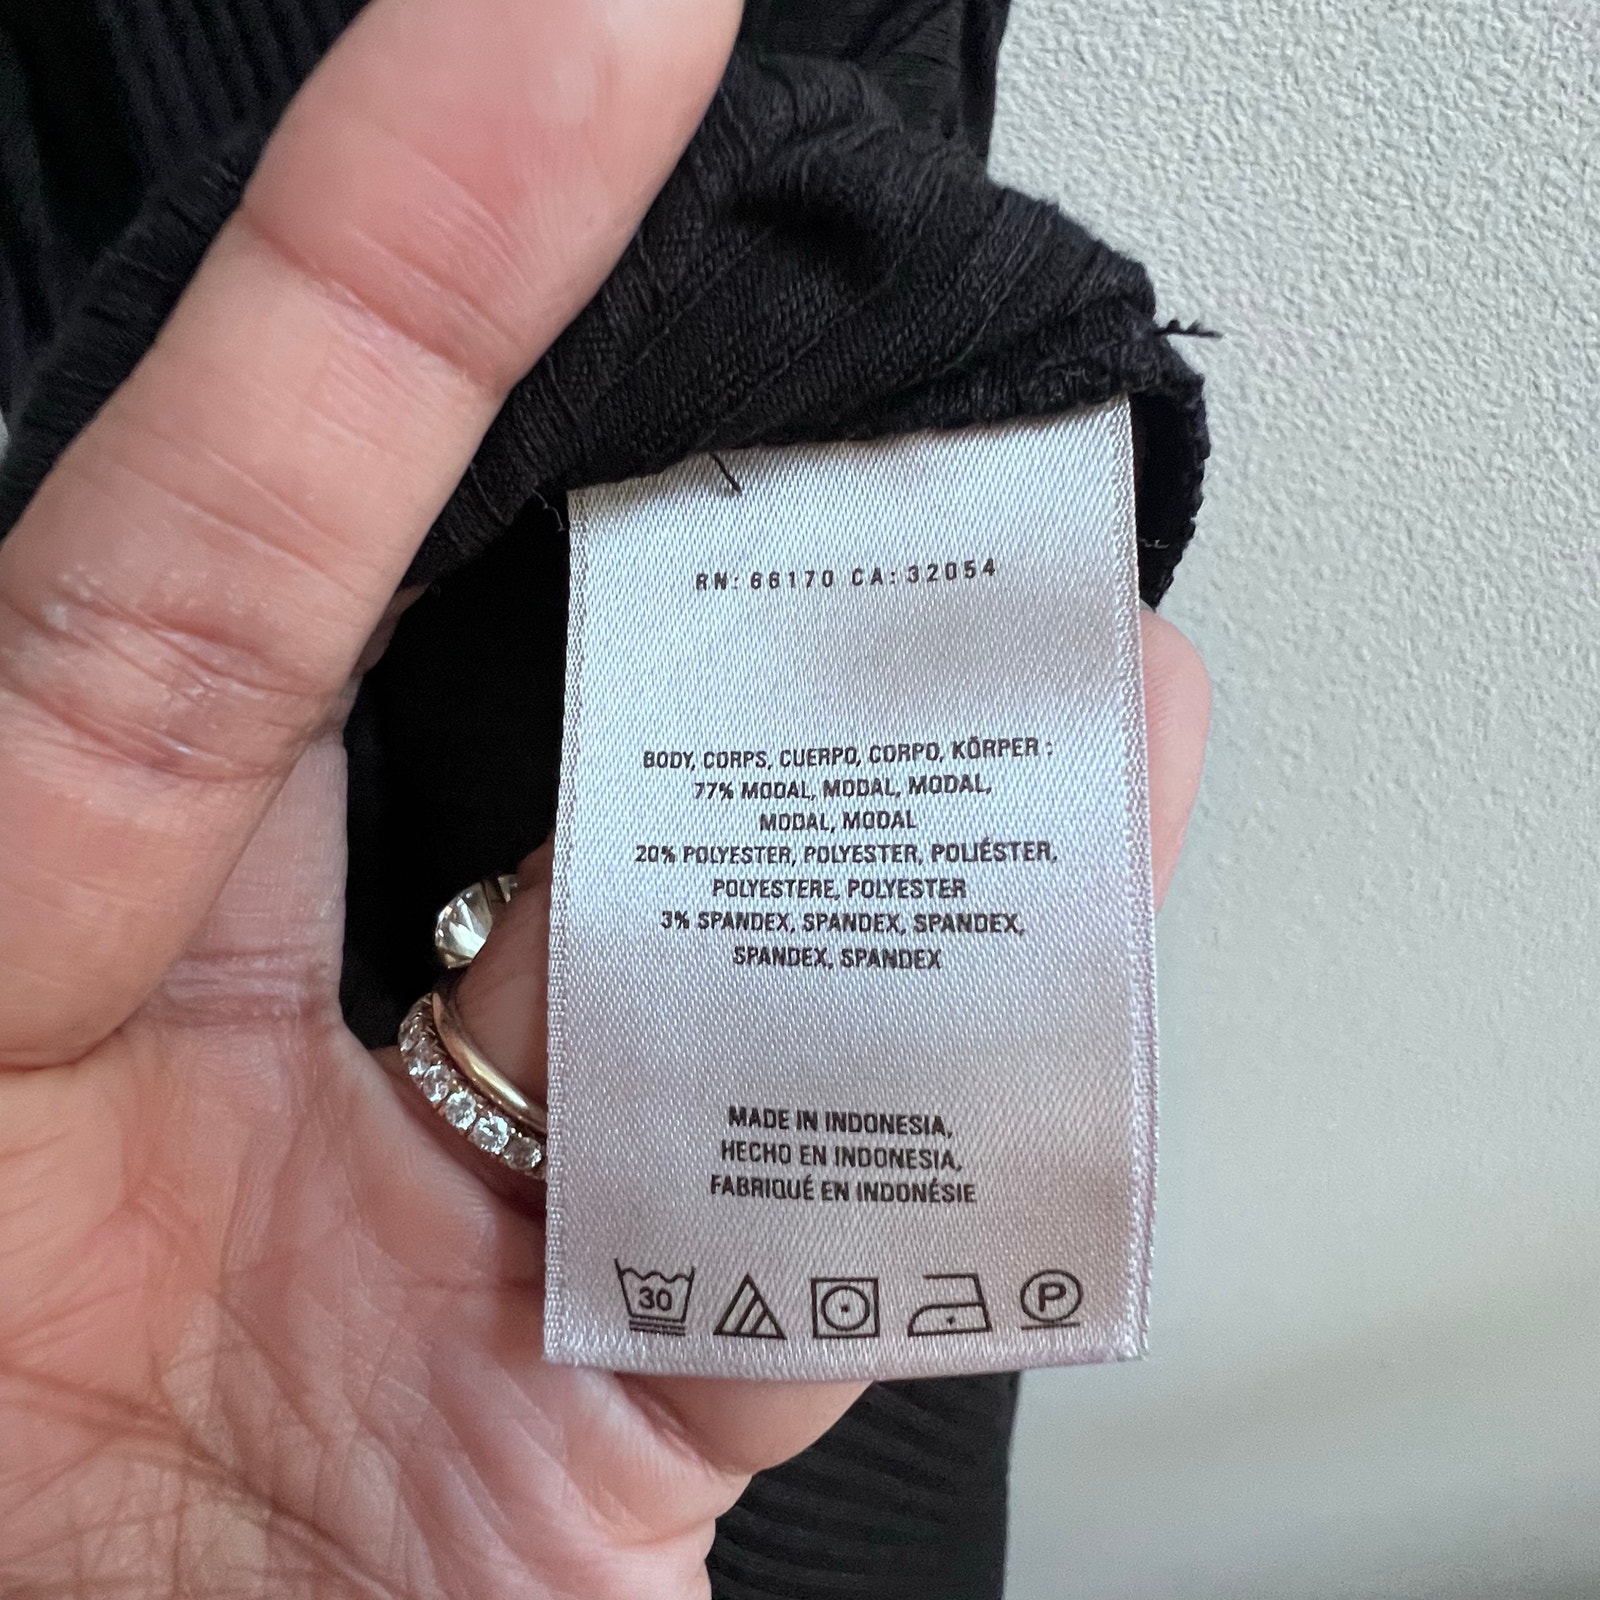 RN: 66170 CA: 32054
BODY, CORPS, CUERPO, CORPO, KÖRPER :
77% MODAL, MODAL, MODAL,
MODAL, MODAL
20% POLYESTER, POLYESTER, POLIÉSTER,
POLYESTERE, POLYESTER
3% SPANDEX, SPANDEX, SPANDEX,
SPANDEX, SPANDEX
MADE IN INDONESIA,
HECHO EN INDONESIA,
FABRIQUÉ EN INDONÉSIE
30 P